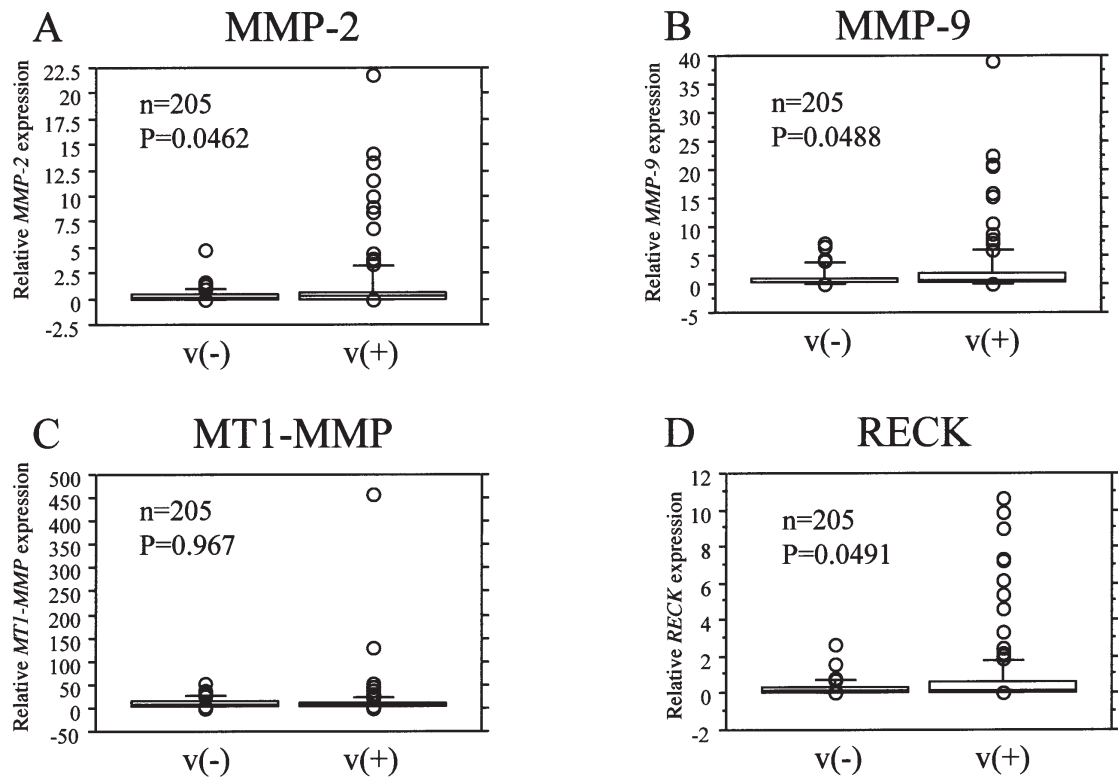 A MMP-2
Relative MMP-2 expression
22.5
20
17.5
15
12.5
10
7.5
5
2.5
0
-2.5
n=205
P=0.0462
v(-) v(+)
B MMP-9
Relative MMP-9 expression
40
35
30
25
20
15
10
5
0
-5
n=205
P=0.0488
v(-) v(+)
C MT1-MMP
Relative MT1-MMP expression
500
450
400
350
300
250
200
150
100
50
0
-50
n=205
P=0.967
v(-) v(+)
D RECK
Relative RECK expression
12
10
8
6
4
2
0
-2
n=205
P=0.0491
v(-) v(+)